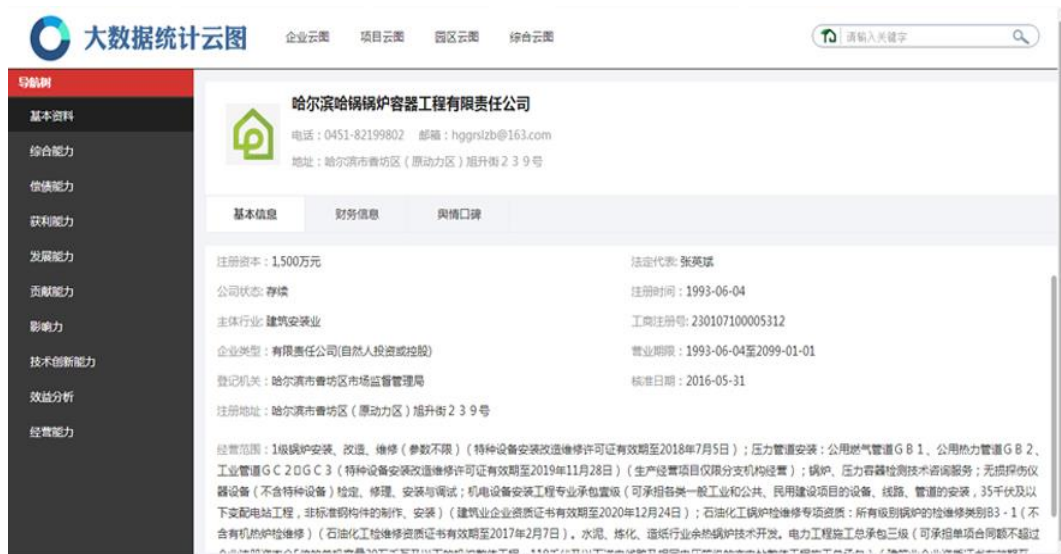 大数据统计云图
企业云图 项目云图 园区云图 综合云图
请输入关键字
导航树
基本资料
综合能力
偿债能力
获利能力
发展能力
贡献能力
影响力
技术创新能力
效益分析
经营能力
哈尔滨哈锅锅炉容器工程有限责任公司
电话：0451-82199802 邮箱：hggrslzb@163.com
地址：哈尔滨市香坊区（原动力区）旭升街２３９号
基本信息 财务信息 舆情口碑
注册资本：1,500万元 法定代表: 张英斌
公司状态: 存续 注册时间：1993-06-04
主体行业: 建筑安装业 工商注册号: 230107100005312
企业类型：有限责任公司(自然人投资或控股) 营业期限：1993-06-04至2099-01-01
登记机关：哈尔滨市香坊区市场监督管理局 核准日期：2016-05-31
注册地址：哈尔滨市香坊区（原动力区）旭升街２３９号
经营范围：1级锅炉安装、改造、维修（参数不限）（特种设备安装改造维修许可证有效期至2018年7月5日）；压力管道安装：公用燃气管道ＧＢ１、公用热力管道ＧＢ２、
工业管道ＧＣ２ＤＧＣ３（特种设备安装改造维修许可证有效期至2019年11月28日）（生产经营项目仅限分支机构经营）；锅炉、压力容器检测技术咨询服务；无损探伤仪
器设备（不含特种设备）检定、修理、安装与调试；机电设备安装工程专业承包壹级（可承担各类一般工业和公共、民用建设项目的设备、线路、管道的安装，35千伏及以
下变配电站工程，非标准钢构件的制作、安装）（建筑业企业资质证书有效期至2020年12月24日）；石油化工锅炉检维修专项资质：所有级别锅炉的检维修类别B3－1（不
含有机热炉检维修）（石油化工检维修资质证书有效期至2017年2月7日）。水泥、炼化、造纸行业余热锅炉技术开发。电力工程施工总承包三级（可承担单项合同额不超过